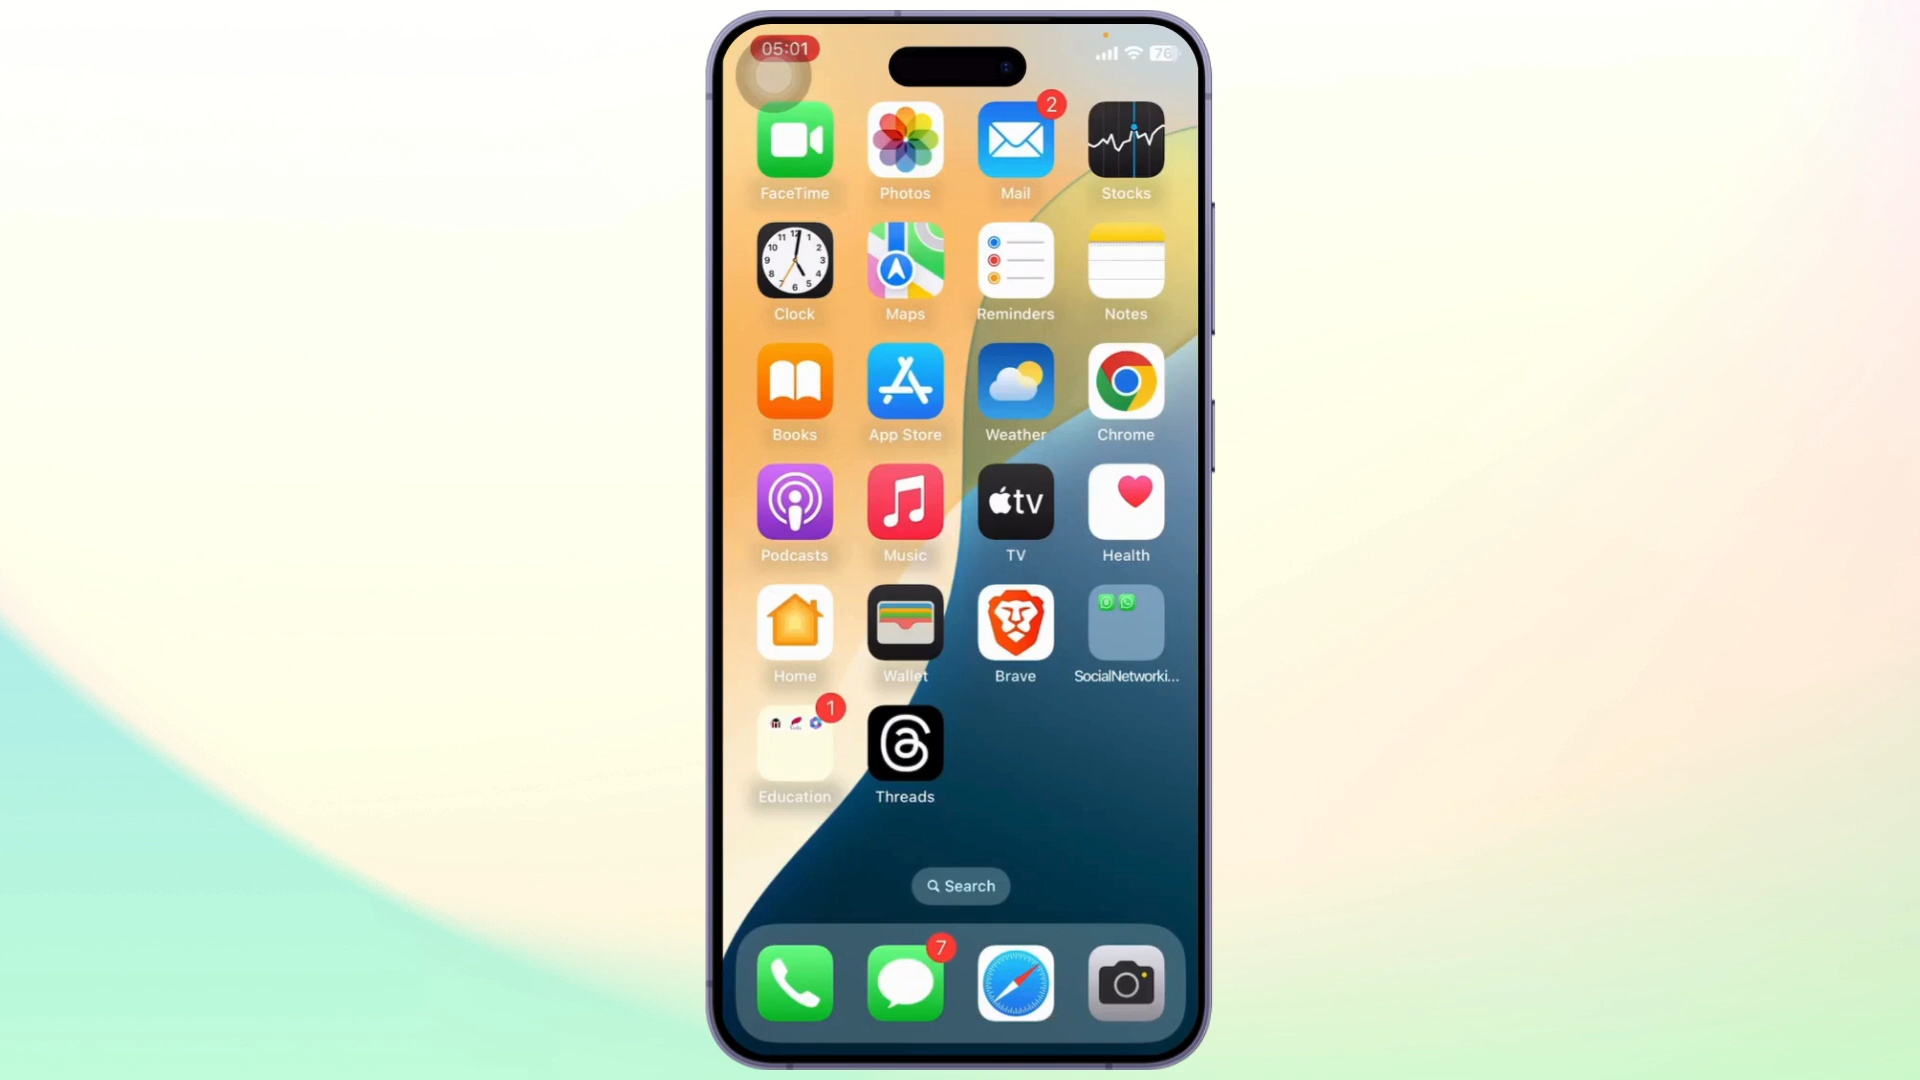 05:01
76
2
FaceTime Photos Mail Stocks
Clock Maps Reminders Notes
Books App Store Weather Chrome
tv
Podcasts Music TV Health
Home Wallet Brave SocialNetworki...
1
Education Threads
Search
7